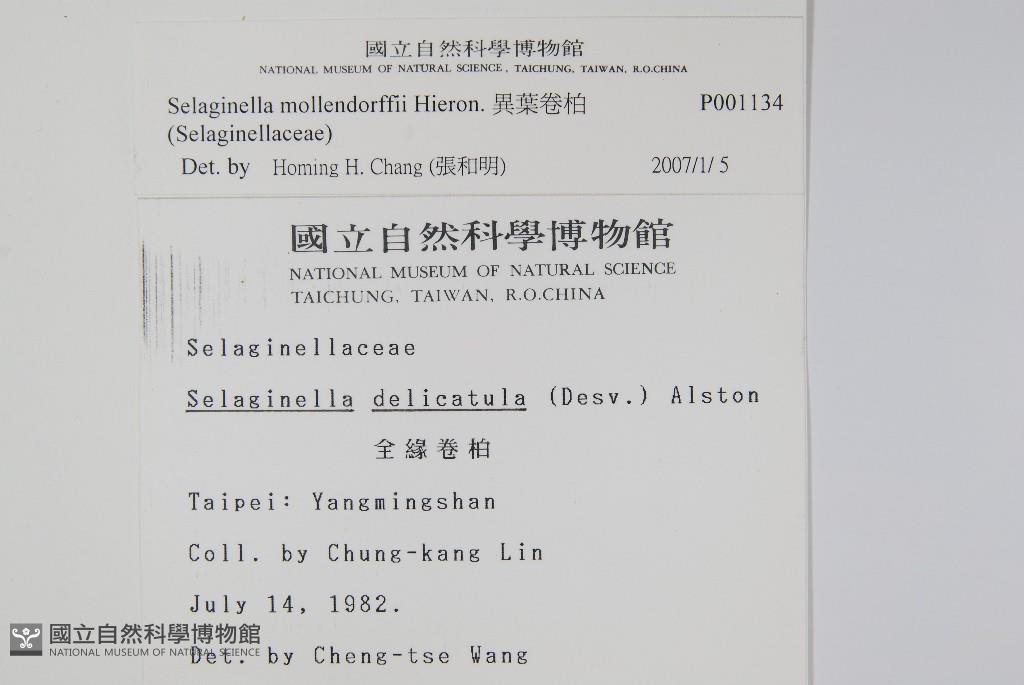 國立自然科學博物館
NATIONAL MUSEUM OF NATURAL SCIENCE, TAICHUNG, TAIWAN, R.O.CHINA
Selaginella mollendorffii Hieron. 異葉卷柏 P001134
(Selaginellaceae)
Det. by Homing H. Chang (張和明) 2007/1/ 5
國立自然科學博物館
NATIONAL MUSEUM OF NATURAL SCIENCE
TAICHUNG, TAIWAN, R.O.CHINA
Selaginellaceae
Selaginella delicatula (Desv.) Alston
全緣卷柏
Taipei: Yangmingshan
Coll. by Chung-kang Lin
July 14, 1982.
Det. by Cheng-tse Wang
國立自然科學博物館
NATIONAL MUSEUM OF NATURAL SCIENCE